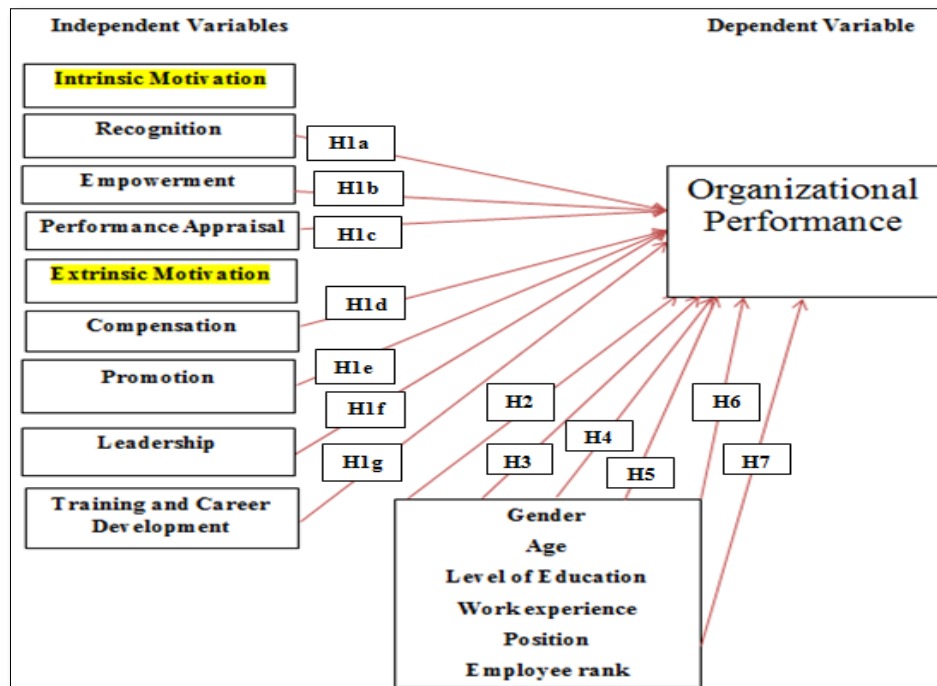 Independent Variables
Dependent Variable
Intrinsic Motivation
Recognition
H1a
Empowerment
H1b
Performance Appraisal
H1c
Organizational
Performance
Extrinsic Motivation
Compensation
H1d
Promotion
H1e
Leadership
H1f
Training and Career
Development
H1g
H2
H3
H4
H5
H6
H7
Gender
Age
Level of Education
Work experience
Position
Employee rank